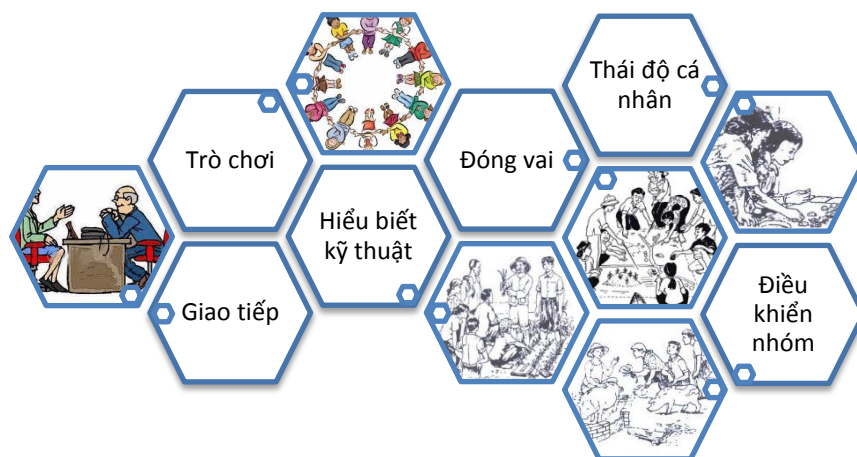 Trò chơi
Giao tiếp
Hiểu biết
kỹ thuật
Đóng vai
Thái độ cá
nhân
Điều
khiển
nhóm